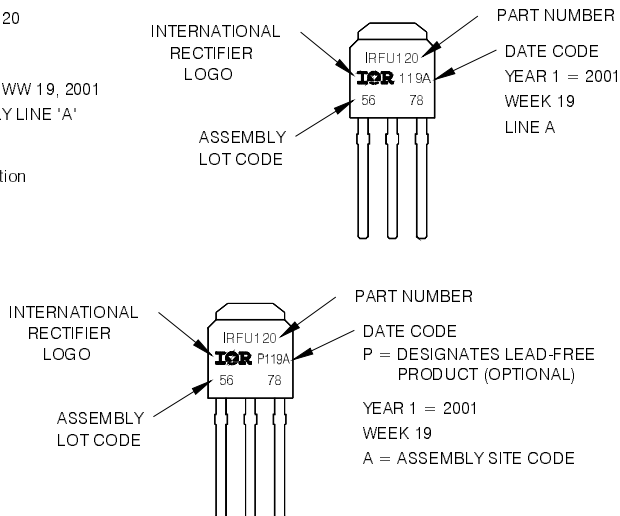 20
WW 19, 2001
Y LINE 'A'
tion
INTERNATIONAL
RECTIFIER
LOGO
ASSEMBLY
LOT CODE
IRFU120
IOR 119A
56 78
PART NUMBER
DATE CODE
YEAR 1 = 2001
WEEK 19
LINE A
INTERNATIONAL
RECTIFIER
LOGO
ASSEMBLY
LOT CODE
IRFU120
IOR P119A
56 78
PART NUMBER
DATE CODE
P = DESIGNATES LEAD-FREE
PRODUCT (OPTIONAL)
YEAR 1 = 2001
WEEK 19
A = ASSEMBLY SITE CODE